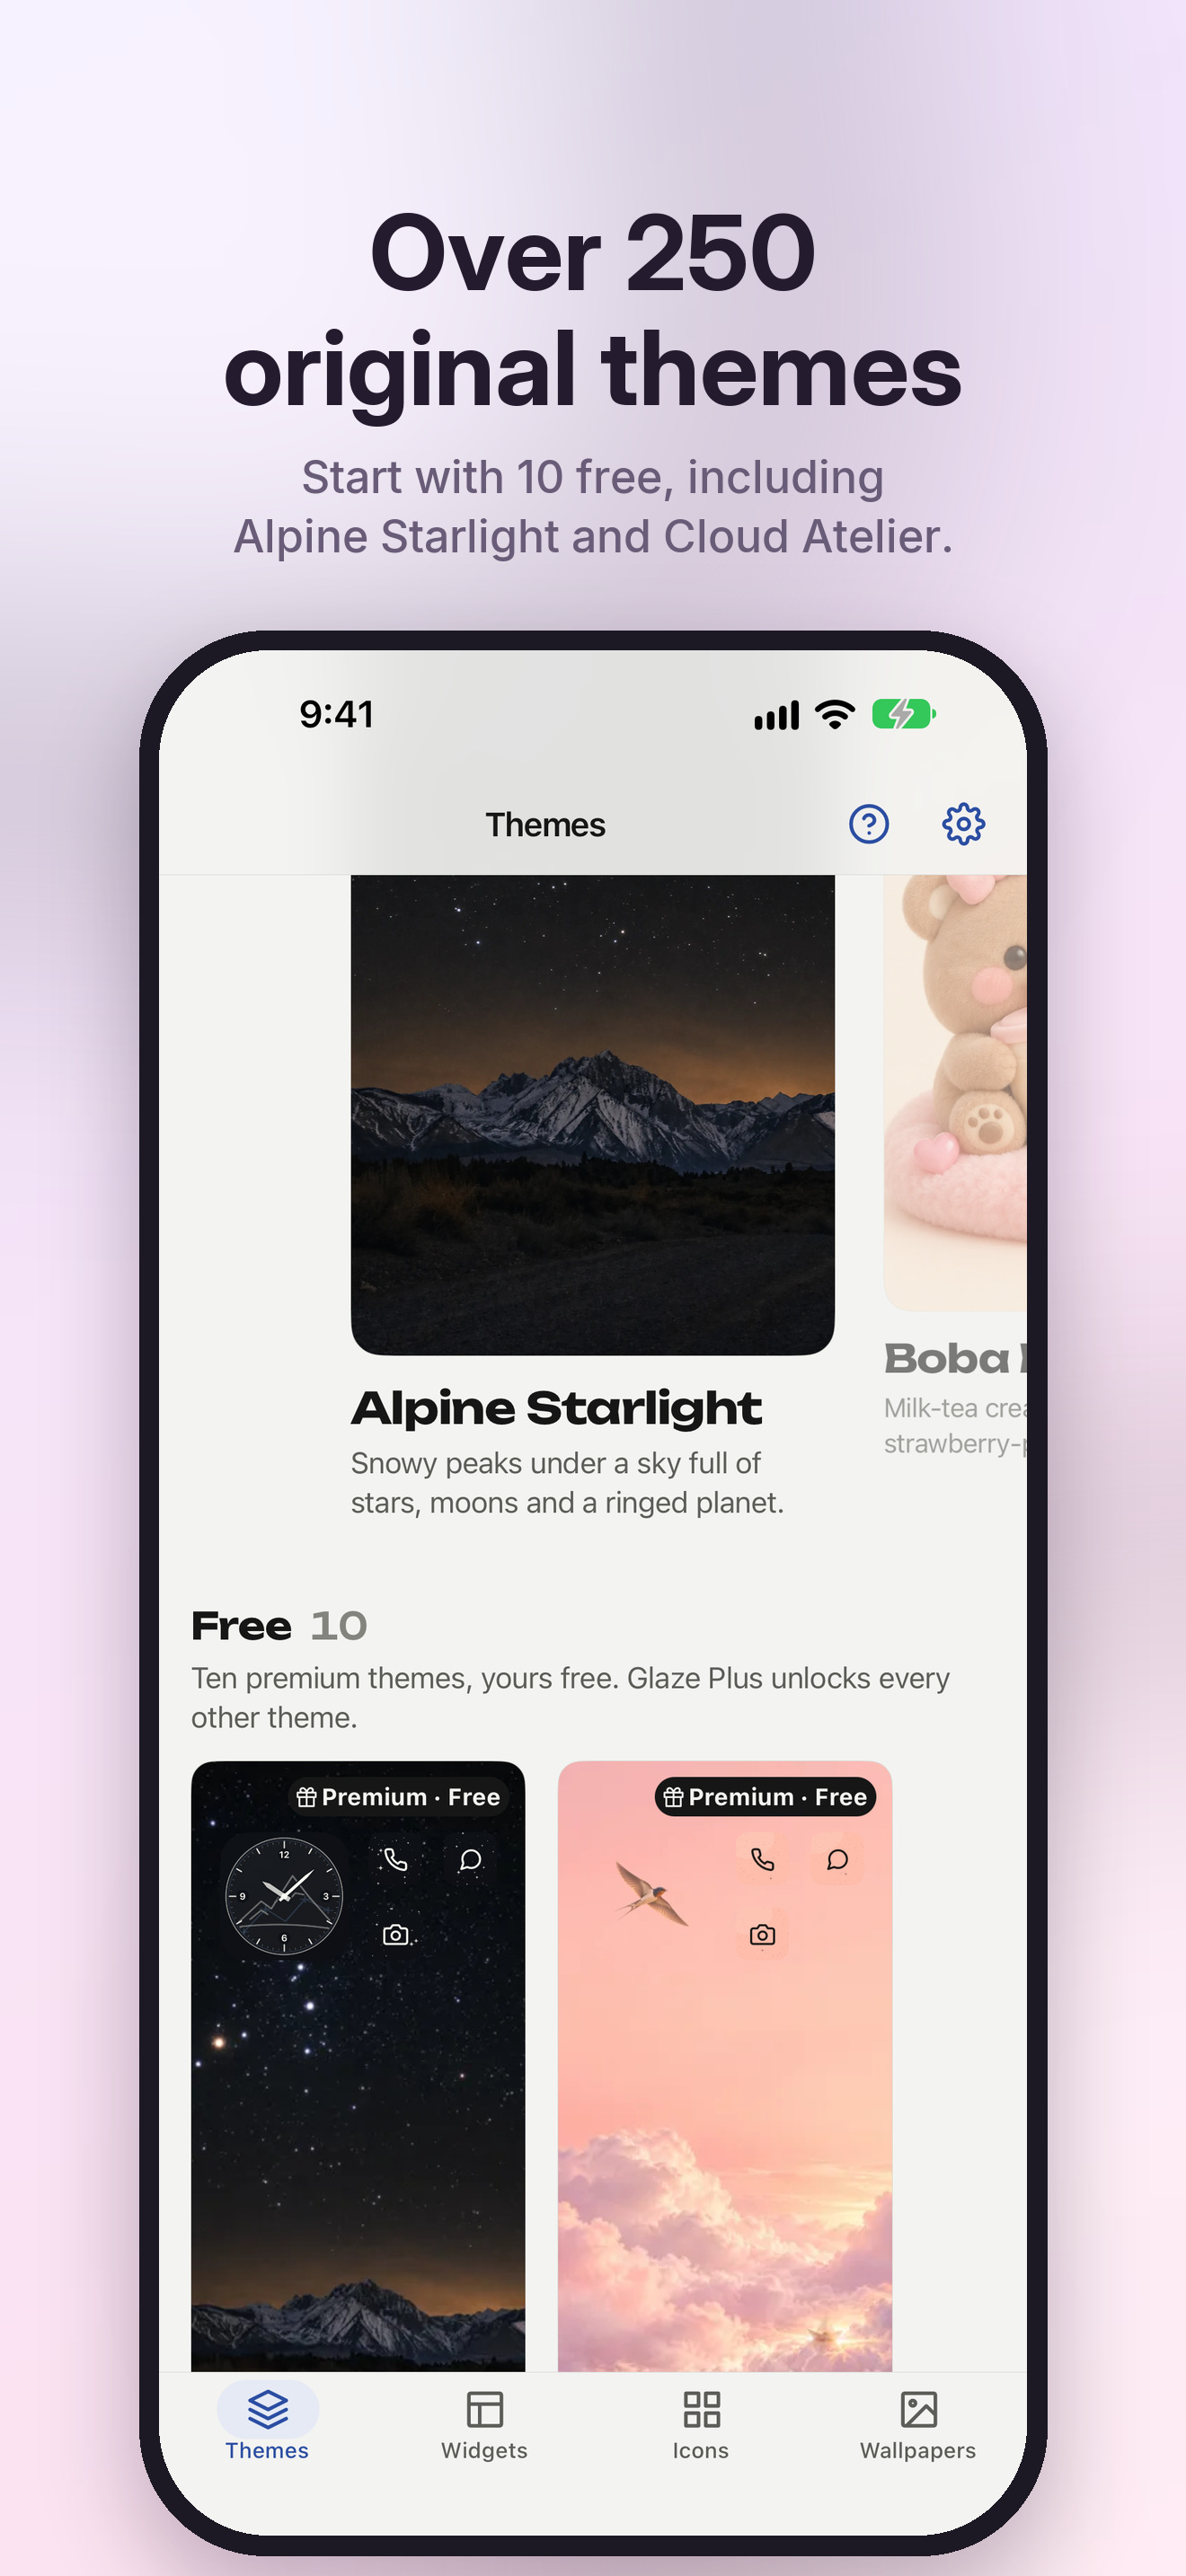 Over 250
original themes
Start with 10 free, including
Alpine Starlight and Cloud Atelier.
9:41
Themes
Alpine Starlight
Snowy peaks under a sky full of
stars, moons and a ringed planet.
Boba
Milk-tea
strawberry-
Free 10
Ten premium themes, yours free. Glaze Plus unlocks every
other theme.
Premium · Free
12
9 3
6
Premium · Free
Themes
Widgets
Icons
Wallpapers